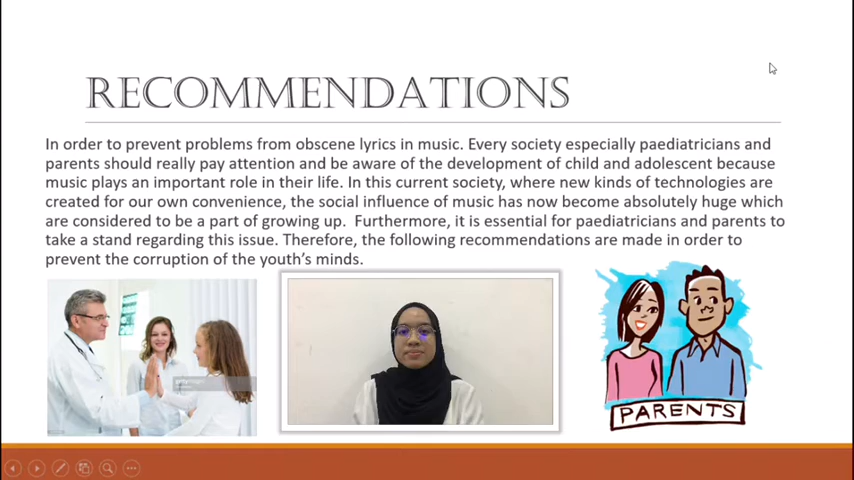 RECOMMENDATIONS
In order to prevent problems from obscene lyrics in music. Every society especially paediatricians and
parents should really pay attention and be aware of the development of child and adolescent because
music plays an important role in their life. In this current society, where new kinds of technologies are
created for our own convenience, the social influence of music has now become absolutely huge which
are considered to be a part of growing up.  Furthermore, it is essential for paediatricians and parents to
take a stand regarding this issue. Therefore, the following recommendations are made in order to
prevent the corruption of the youth's minds.
PARENTS